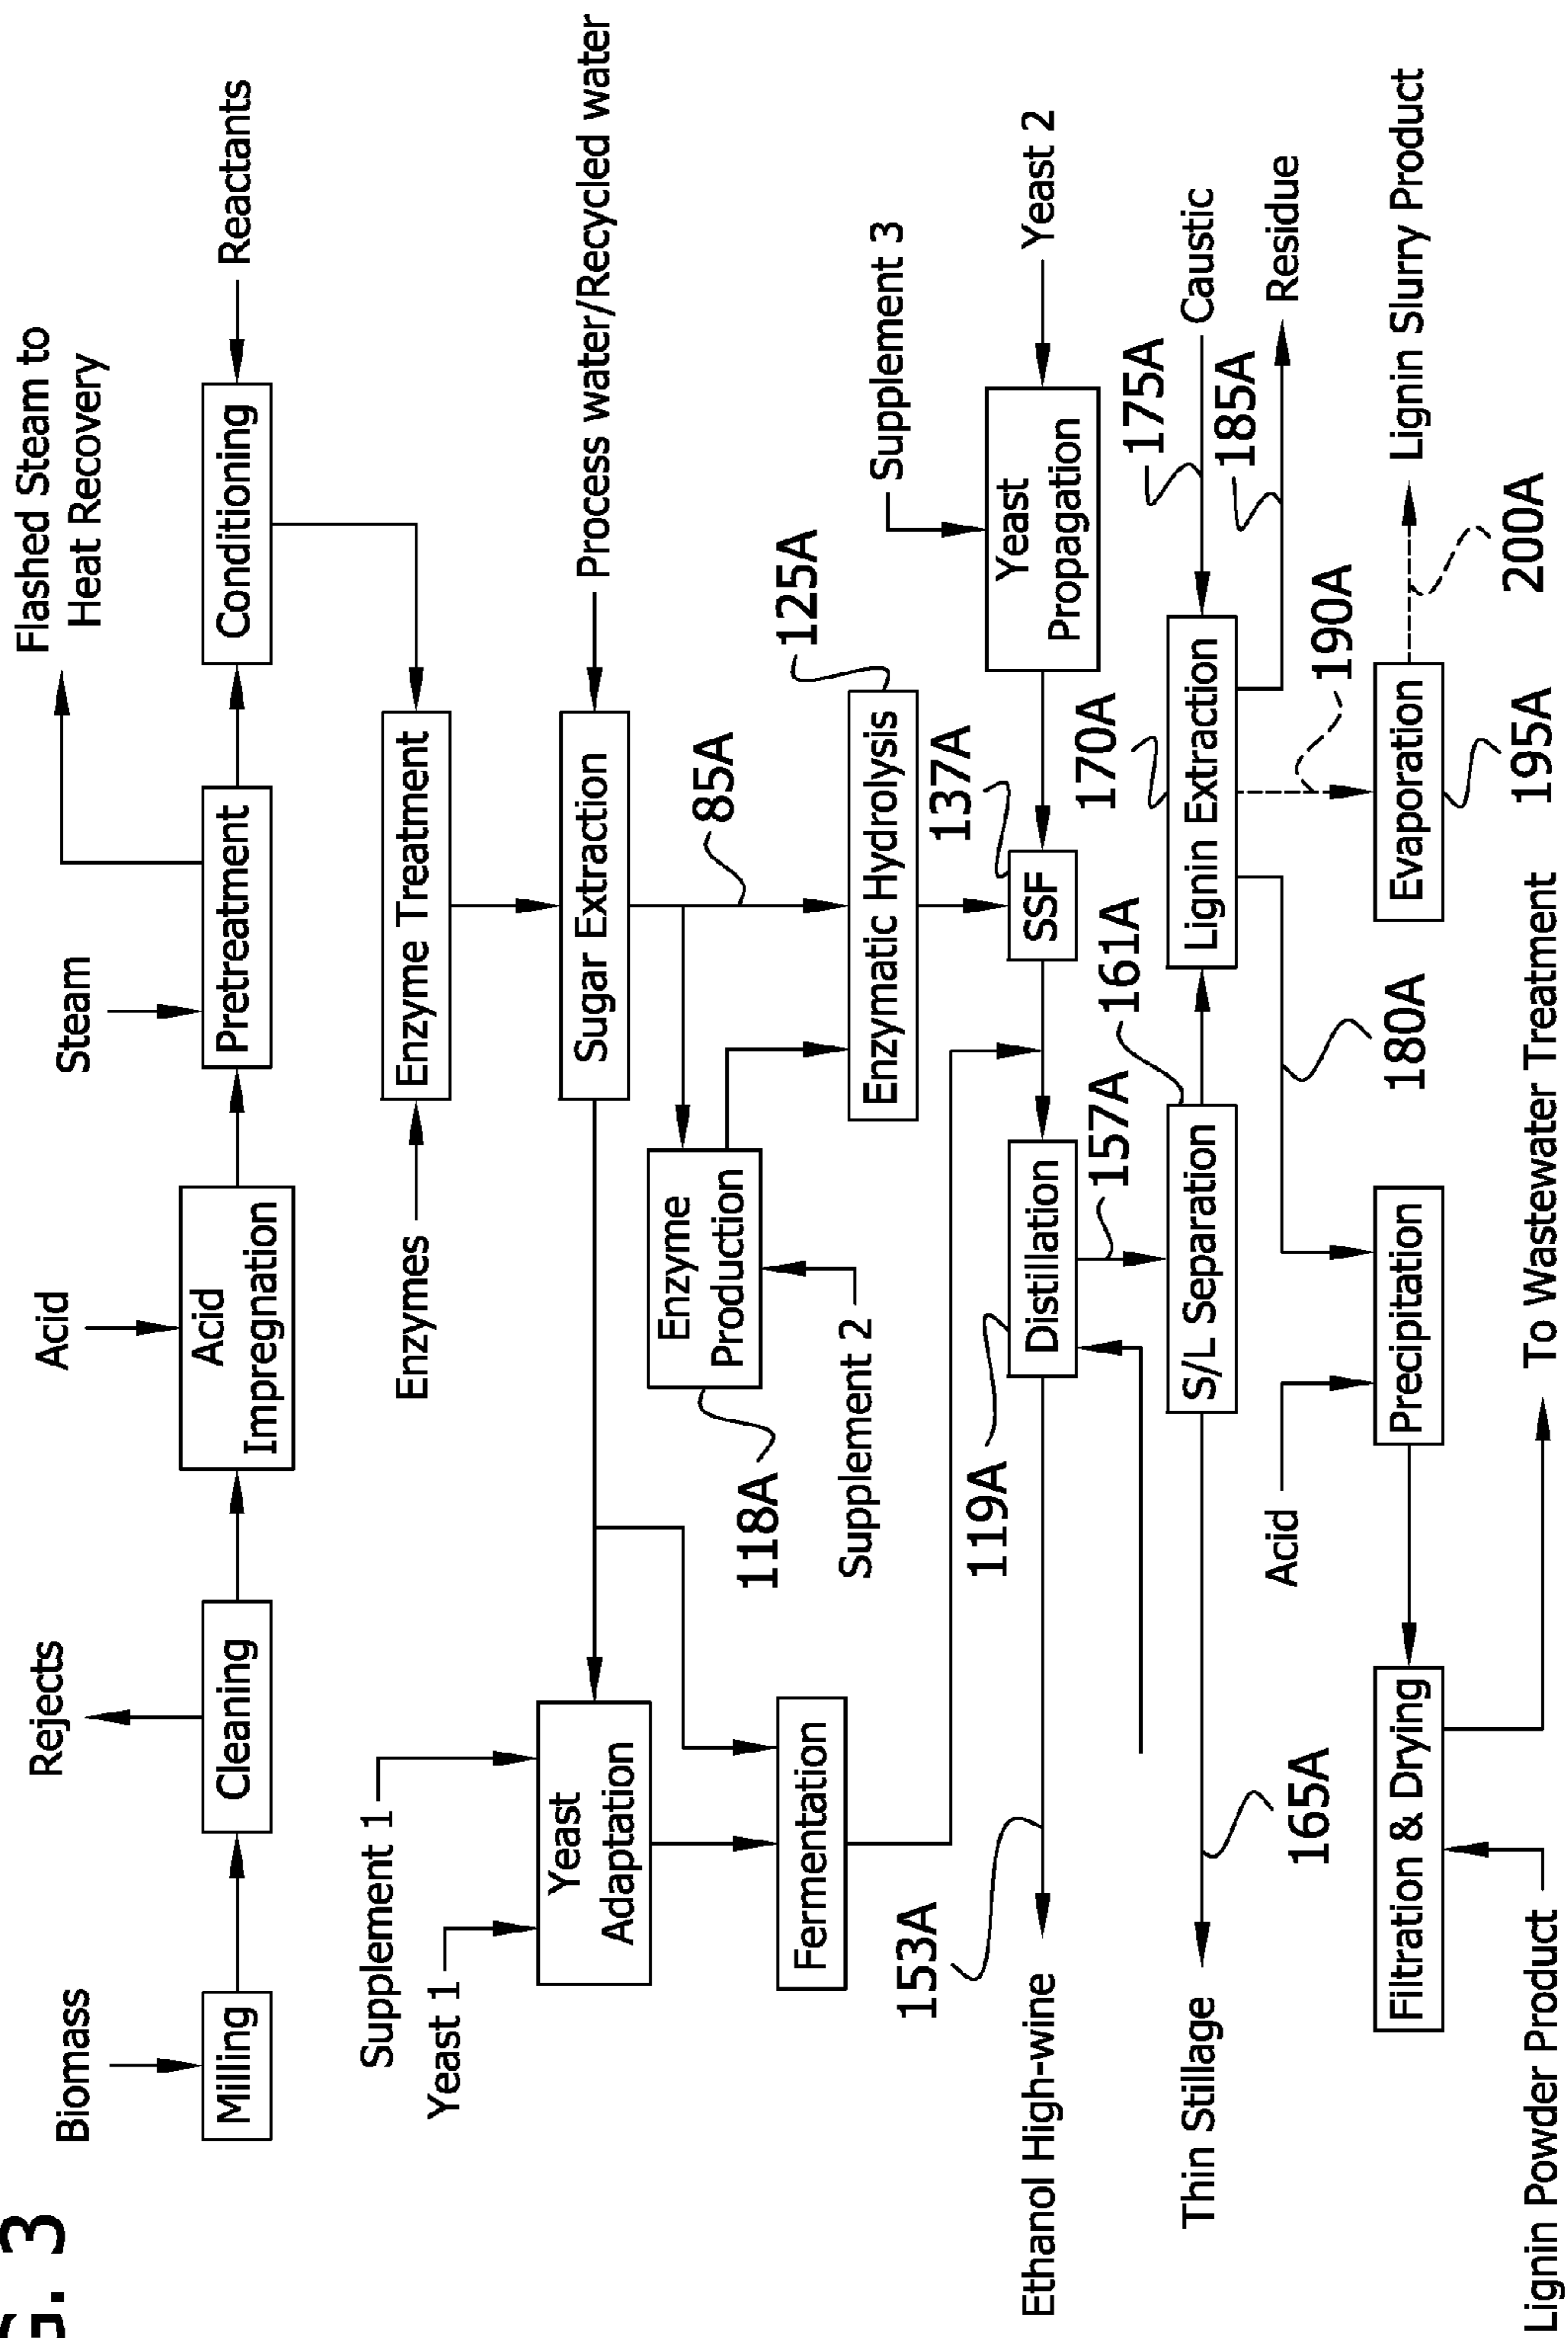 G. 3
Biomass
Rejects
Acid
Steam
Flashed Steam to
Heat Recovery
Milling
Cleaning
Acid
Impregnation
Pretreatment
Conditioning
Reactants
Supplement 1
Yeast 1
Enzymes
Enzyme Treatment
Yeast
Adaptation
Sugar Extraction
Process water/Recycled water
Enzyme
Production
85A
118A
Supplement 2
125A
Fermentation
Enzymatic Hydrolysis
Supplement 3
153A
119A
137A
Ethanol High-wine
Distillation
SSF
Yeast
Propagation
Yeast 2
157A
161A
170A
175A
Thin Stillage
S/L Separation
Lignin Extraction
Caustic
185A
165A
Acid
Residue
180A
190A
Filtration & Drying
Precipitation
Evaporation
Lignin Slurry Product
200A
195A
Lignin Powder Product
To Wastewater Treatment